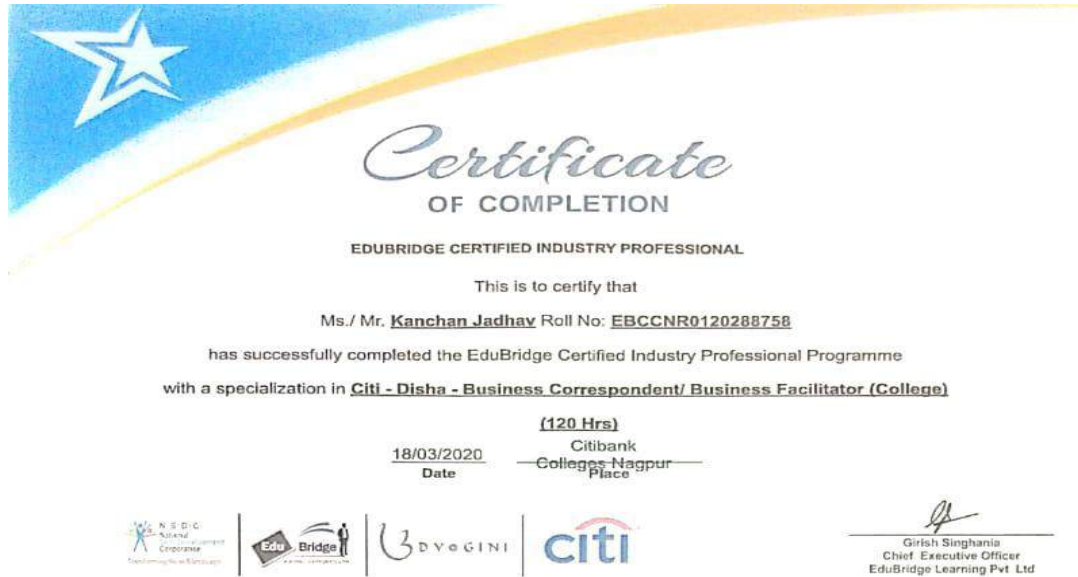 Certificate
OF COMPLETION
EDUBRIDGE CERTIFIED INDUSTRY PROFESSIONAL
This is to certify that
Ms./ Mr. Kanchan Jadhav Roll No: EBCCNR0120288758
has successfully completed the EduBridge Certified Industry Professional Programme
with a specialization in Citi - Disha - Business Correspondent/ Business Facilitator (College)
(120 Hrs)
18/03/2020
Date
Citibank
Colleges Nagpur
Place
N S D C
National
Corporation
Edu Bridge
UDYOGINI
citi
Girish Singhania
Chief Executive Officer
EduBridge Learning Pvt Ltd